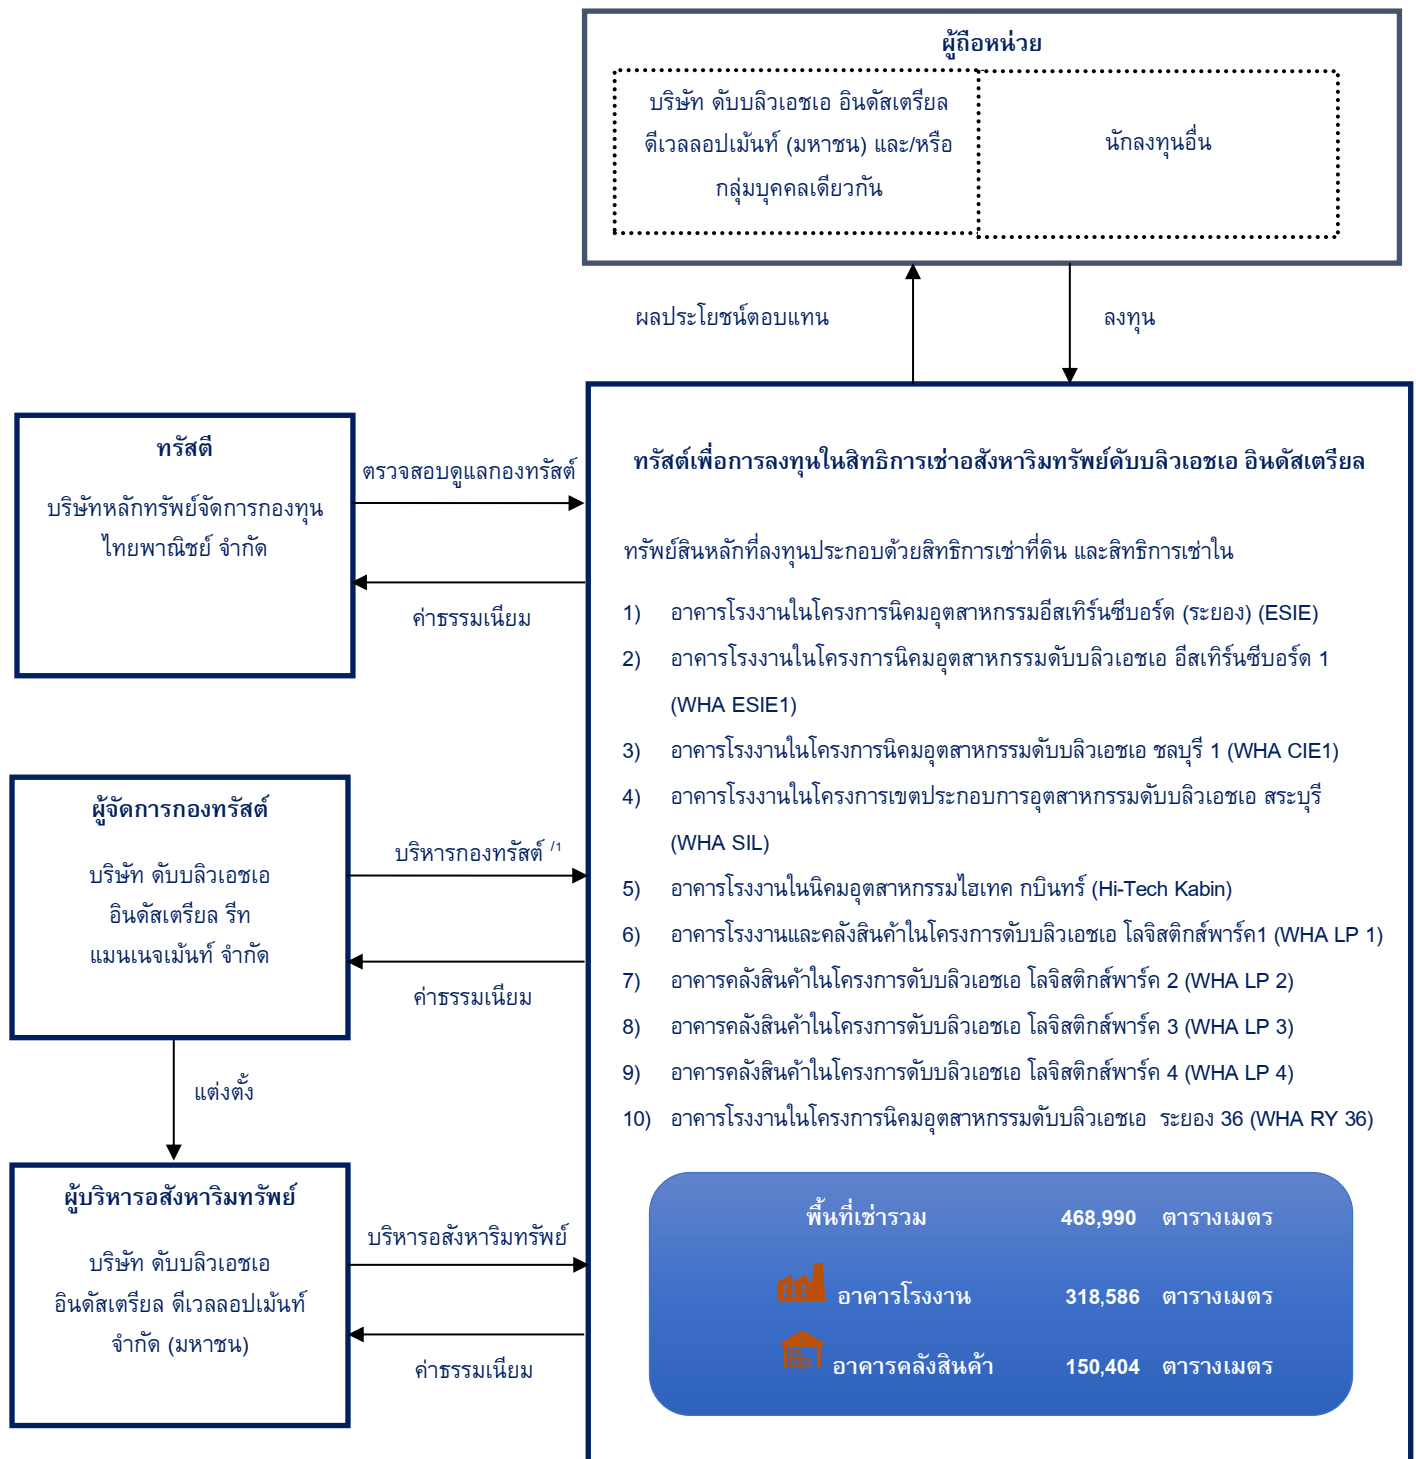 ผู้ถือหน่วย
บริษัท ดับบลิวเอชเอ อินดัสเตรียล
ดีเวลลอปเม้นท์ (มหาชน) และ/หรือ
กลุ่มบุคคลเดียวกัน
นักลงทุนอื่น
ผลประโยชน์ตอบแทน
ลงทุน
ทรัสตี
บริษัทหลักทรัพย์จัดการกองทุน
ไทยพาณิชย์ จำกัด
ตรวจสอบดูแลกองทรัสต์
ค่าธรรมเนียม
ผู้จัดการกองทรัสต์
บริษัท ดับบลิวเอชเอ
อินดัสเตรียล รีท
แมนเนจเม้นท์ จำกัด
บริหารกองทรัสต์ /1
ค่าธรรมเนียม
แต่งตั้ง
ผู้บริหารอสังหาริมทรัพย์
บริษัท ดับบลิวเอชเอ
อินดัสเตรียล ดีเวลลอปเม้นท์
จำกัด (มหาชน)
บริหารอสังหาริมทรัพย์
ค่าธรรมเนียม
ทรัสต์เพื่อการลงทุนในสิทธิการเช่าอสังหาริมทรัพย์ดับบลิวเอชเอ อินดัสเตรียล
ทรัพย์สินหลักที่ลงทุนประกอบด้วยสิทธิการเช่าที่ดิน และสิทธิการเช่าใน
1) อาคารโรงงานในโครงการนิคมอุตสาหกรรมอีสเทิร์นซีบอร์ด (ระยอง) (ESIE)
2) อาคารโรงงานในโครงการนิคมอุตสาหกรรมดับบลิวเอชเอ อีสเทิร์นซีบอร์ด 1
(WHA ESIE1)
3) อาคารโรงงานในโครงการนิคมอุตสาหกรรมดับบลิวเอชเอ ชลบุรี 1 (WHA CIE1)
4) อาคารโรงงานในโครงการเขตประกอบการอุตสาหกรรมดับบลิวเอชเอ สระบุรี
(WHA SIL)
5) อาคารโรงงานในนิคมอุตสาหกรรมไฮเทค กบินทร์ (Hi-Tech Kabin)
6) อาคารโรงงานและคลังสินค้าในโครงการดับบลิวเอชเอ โลจิสติกส์พาร์ค1 (WHA LP 1)
7) อาคารคลังสินค้าในโครงการดับบลิวเอชเอ โลจิสติกส์พาร์ค 2 (WHA LP 2)
8) อาคารคลังสินค้าในโครงการดับบลิวเอชเอ โลจิสติกส์พาร์ค 3 (WHA LP 3)
9) อาคารคลังสินค้าในโครงการดับบลิวเอชเอ โลจิสติกส์พาร์ค 4 (WHA LP 4)
10) อาคารโรงงานในโครงการนิคมอุตสาหกรรมดับบลิวเอชเอ ระยอง 36 (WHA RY 36)
พื้นที่เช่ารวม 468,990 ตารางเมตร
อาคารโรงงาน 318,586 ตารางเมตร
อาคารคลังสินค้า 150,404 ตารางเมตร